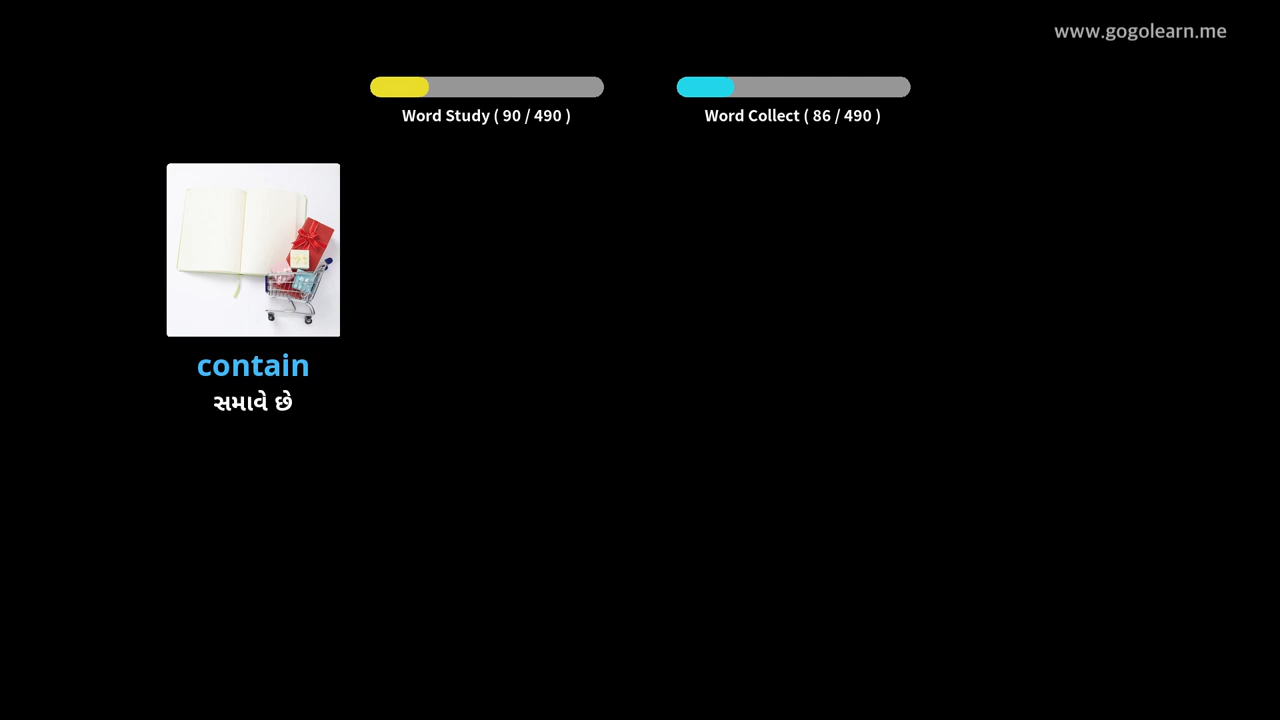 www.gogolearn.me
Word Study ( 90 / 490 )
Word Collect ( 86 / 490 )
contain
સમાવે છે